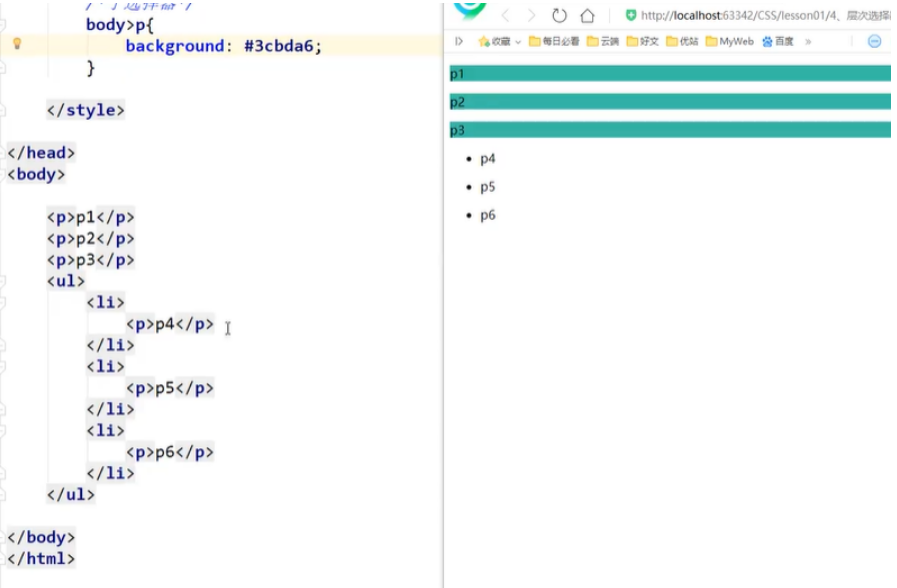 /*子选择器*/
body>p{
background: #3cbda6;
}
</style>
</head>
<body>
<p>p1</p>
<p>p2</p>
<p>p3</p>
<ul>
<li>
<p>p4</p>
</li>
<li>
<p>p5</p>
</li>
<li>
<p>p6</p>
</li>
</ul>
</body>
</html>
http://localhost:63342/CSS/lesson01/4、层次选择
收藏 每日必看 云端 好文 优站 MyWeb 百度 »
p1
p2
p3
• p4
• p5
• p6